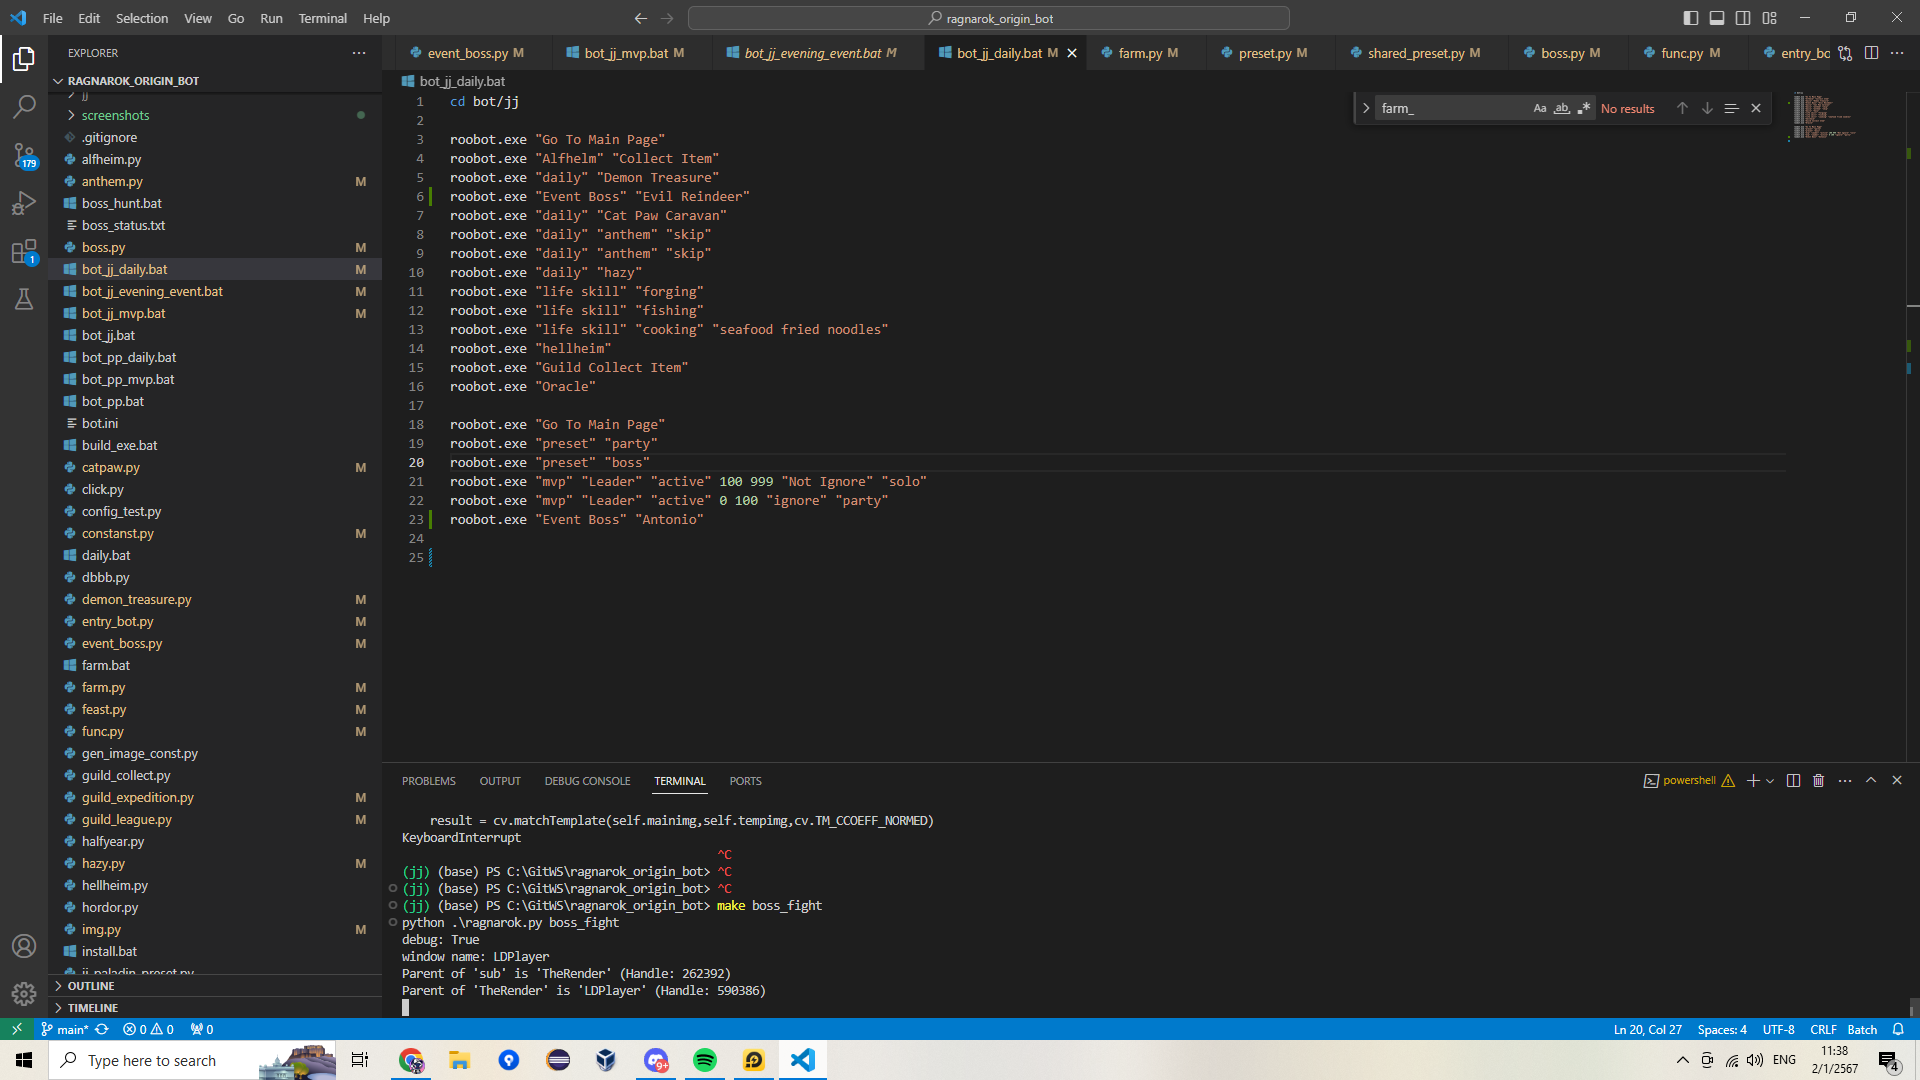 File Edit Selection View Go Run Terminal Help
ragnarok_origin_bot
EXPLORER
RAGNAROK_ORIGIN_BOT
jj
screenshots
.gitignore
alfheim.py
anthem.py M
boss_hunt.bat
boss_status.txt
boss.py M
bot_jj_daily.bat M
bot_jj_evening_event.bat M
bot_jj_mvp.bat M
bot_jj.bat
bot_pp_daily.bat
bot_pp_mvp.bat
bot_pp.bat
bot.ini
build_exe.bat
catpaw.py M
click.py
config_test.py
constanst.py M
daily.bat
dbbb.py
demon_treasure.py M
entry_bot.py M
event_boss.py M
farm.bat
farm.py M
feast.py M
func.py M
gen_image_const.py
guild_collect.py
guild_expedition.py M
guild_league.py M
halfyear.py
hazy.py M
hellheim.py
hordor.py
img.py M
install.bat
jj_paladin_preset.py
OUTLINE
TIMELINE
179
1
event_boss.py M bot_jj_mvp.bat M bot_jj_evening_event.bat M bot_jj_daily.bat M farm.py M preset.py M shared_preset.py M boss.py M func.py M entry_bo
bot_jj_daily.bat
farm_ Aa ab No results
1 cd bot/jj
2
3 roobot.exe "Go To Main Page"
4 roobot.exe "Alfhelm" "Collect Item"
5 roobot.exe "daily" "Demon Treasure"
6 roobot.exe "Event Boss" "Evil Reindeer"
7 roobot.exe "daily" "Cat Paw Caravan"
8 roobot.exe "daily" "anthem" "skip"
9 roobot.exe "daily" "anthem" "skip"
10 roobot.exe "daily" "hazy"
11 roobot.exe "life skill" "forging"
12 roobot.exe "life skill" "fishing"
13 roobot.exe "life skill" "cooking" "seafood fried noodles"
14 roobot.exe "hellheim"
15 roobot.exe "Guild Collect Item"
16 roobot.exe "Oracle"
17
18 roobot.exe "Go To Main Page"
19 roobot.exe "preset" "party"
20 roobot.exe "preset" "boss"
21 roobot.exe "mvp" "Leader" "active" 100 999 "Not Ignore" "solo"
22 roobot.exe "mvp" "Leader" "active" 0 100 "ignore" "party"
23 roobot.exe "Event Boss" "Antonio"
24
25
PROBLEMS OUTPUT DEBUG CONSOLE TERMINAL PORTS
powershell
result = cv.matchTemplate(self.mainimg,self.tempimg,cv.TM_CCOEFF_NORMED)
KeyboardInterrupt
^C
(jj) (base) PS C:\GitWS\ragnarok_origin_bot> ^C
(jj) (base) PS C:\GitWS\ragnarok_origin_bot> ^C
(jj) (base) PS C:\GitWS\ragnarok_origin_bot> make boss_fight
python .\ragnarok.py boss_fight
debug: True
window name: LDPlayer
Parent of 'sub' is 'TheRender' (Handle: 262392)
Parent of 'TheRender' is 'LDPlayer' (Handle: 590386)
main* 0 0 0
Ln 20, Col 27 Spaces: 4 UTF-8 CRLF Batch
Type here to search
9+
ENG
11:38
2/1/2567
4